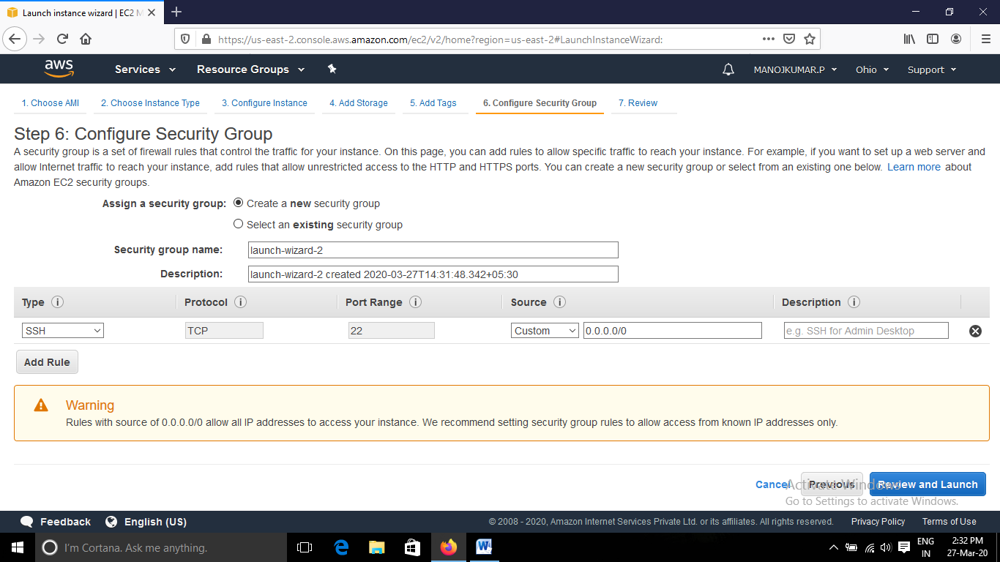 Launch instance wizard | EC2 M
https://us-east-2.console.aws.amazon.com/ec2/v2/home?region=us-east-2#LaunchInstanceWizard:
aws Services Resource Groups MANOJKUMAR.P Ohio Support
1. Choose AMI 2. Choose Instance Type 3. Configure Instance 4. Add Storage 5. Add Tags 6. Configure Security Group 7. Review
Step 6: Configure Security Group
A security group is a set of firewall rules that control the traffic for your instance. On this page, you can add rules to allow specific traffic to reach your instance. For example, if you want to set up a web server and
allow Internet traffic to reach your instance, add rules that allow unrestricted access to the HTTP and HTTPS ports. You can create a new security group or select from an existing one below. Learn more about
Amazon EC2 security groups.
Assign a security group: Create a new security group
Select an existing security group
Security group name: launch-wizard-2
Description: launch-wizard-2 created 2020-03-27T14:31:48.342+05:30
Type i Protocol i Port Range i Source i Description i
SSH TCP 22 Custom 0.0.0.0/0 e.g. SSH for Admin Desktop
Add Rule
Warning
Rules with source of 0.0.0.0/0 allow all IP addresses to access your instance. We recommend setting security group rules to allow access from known IP addresses only.
Cancel Previous Review and Launch
Activate Windows
Go to Settings to activate Windows.
Feedback English (US) © 2008 - 2020, Amazon Internet Services Private Ltd. or its affiliates. All rights reserved. Privacy Policy Terms of Use
I'm Cortana. Ask me anything. ENG 2:32 PM
IN 27-Mar-20